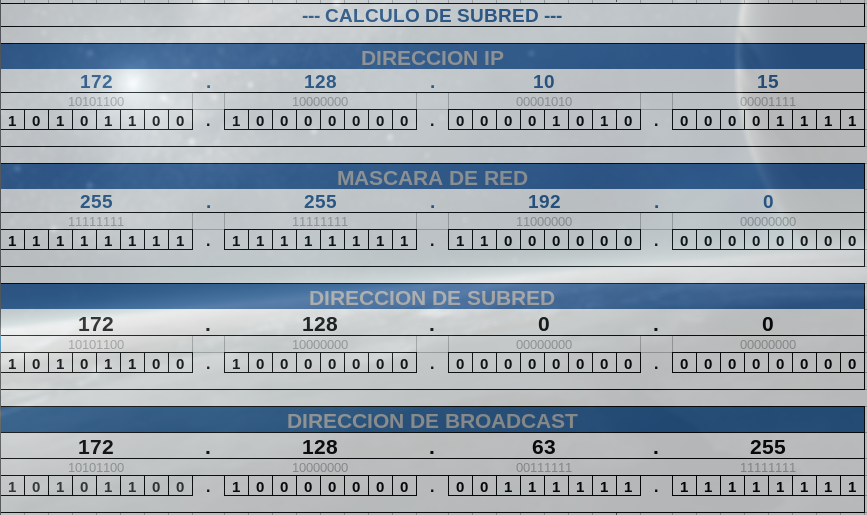 --- CALCULO DE SUBRED ---
DIRECCION IP
172 . 128 . 10 15
10101100 10000000 00001010 00001111
1 0 1 0 1 1 0 0 . 1 0 0 0 0 0 0 0 . 0 0 0 0 1 0 1 0 . 0 0 0 0 1 1 1 1
MASCARA DE RED
255 . 255 . 192 . 0
11111111 11111111 11000000 00000000
1 1 1 1 1 1 1 1 . 1 1 1 1 1 1 1 1 . 1 1 0 0 0 0 0 0 . 0 0 0 0 0 0 0 0
DIRECCION DE SUBRED
172 . 128 . 0 . 0
10101100 10000000 00000000 00000000
1 0 1 0 1 1 0 0 . 1 0 0 0 0 0 0 0 . 0 0 0 0 0 0 0 0 . 0 0 0 0 0 0 0 0
DIRECCION DE BROADCAST
172 . 128 . 63 . 255
10101100 10000000 00111111 11111111
1 0 1 0 1 1 0 0 . 1 0 0 0 0 0 0 0 . 0 0 1 1 1 1 1 1 . 1 1 1 1 1 1 1 1